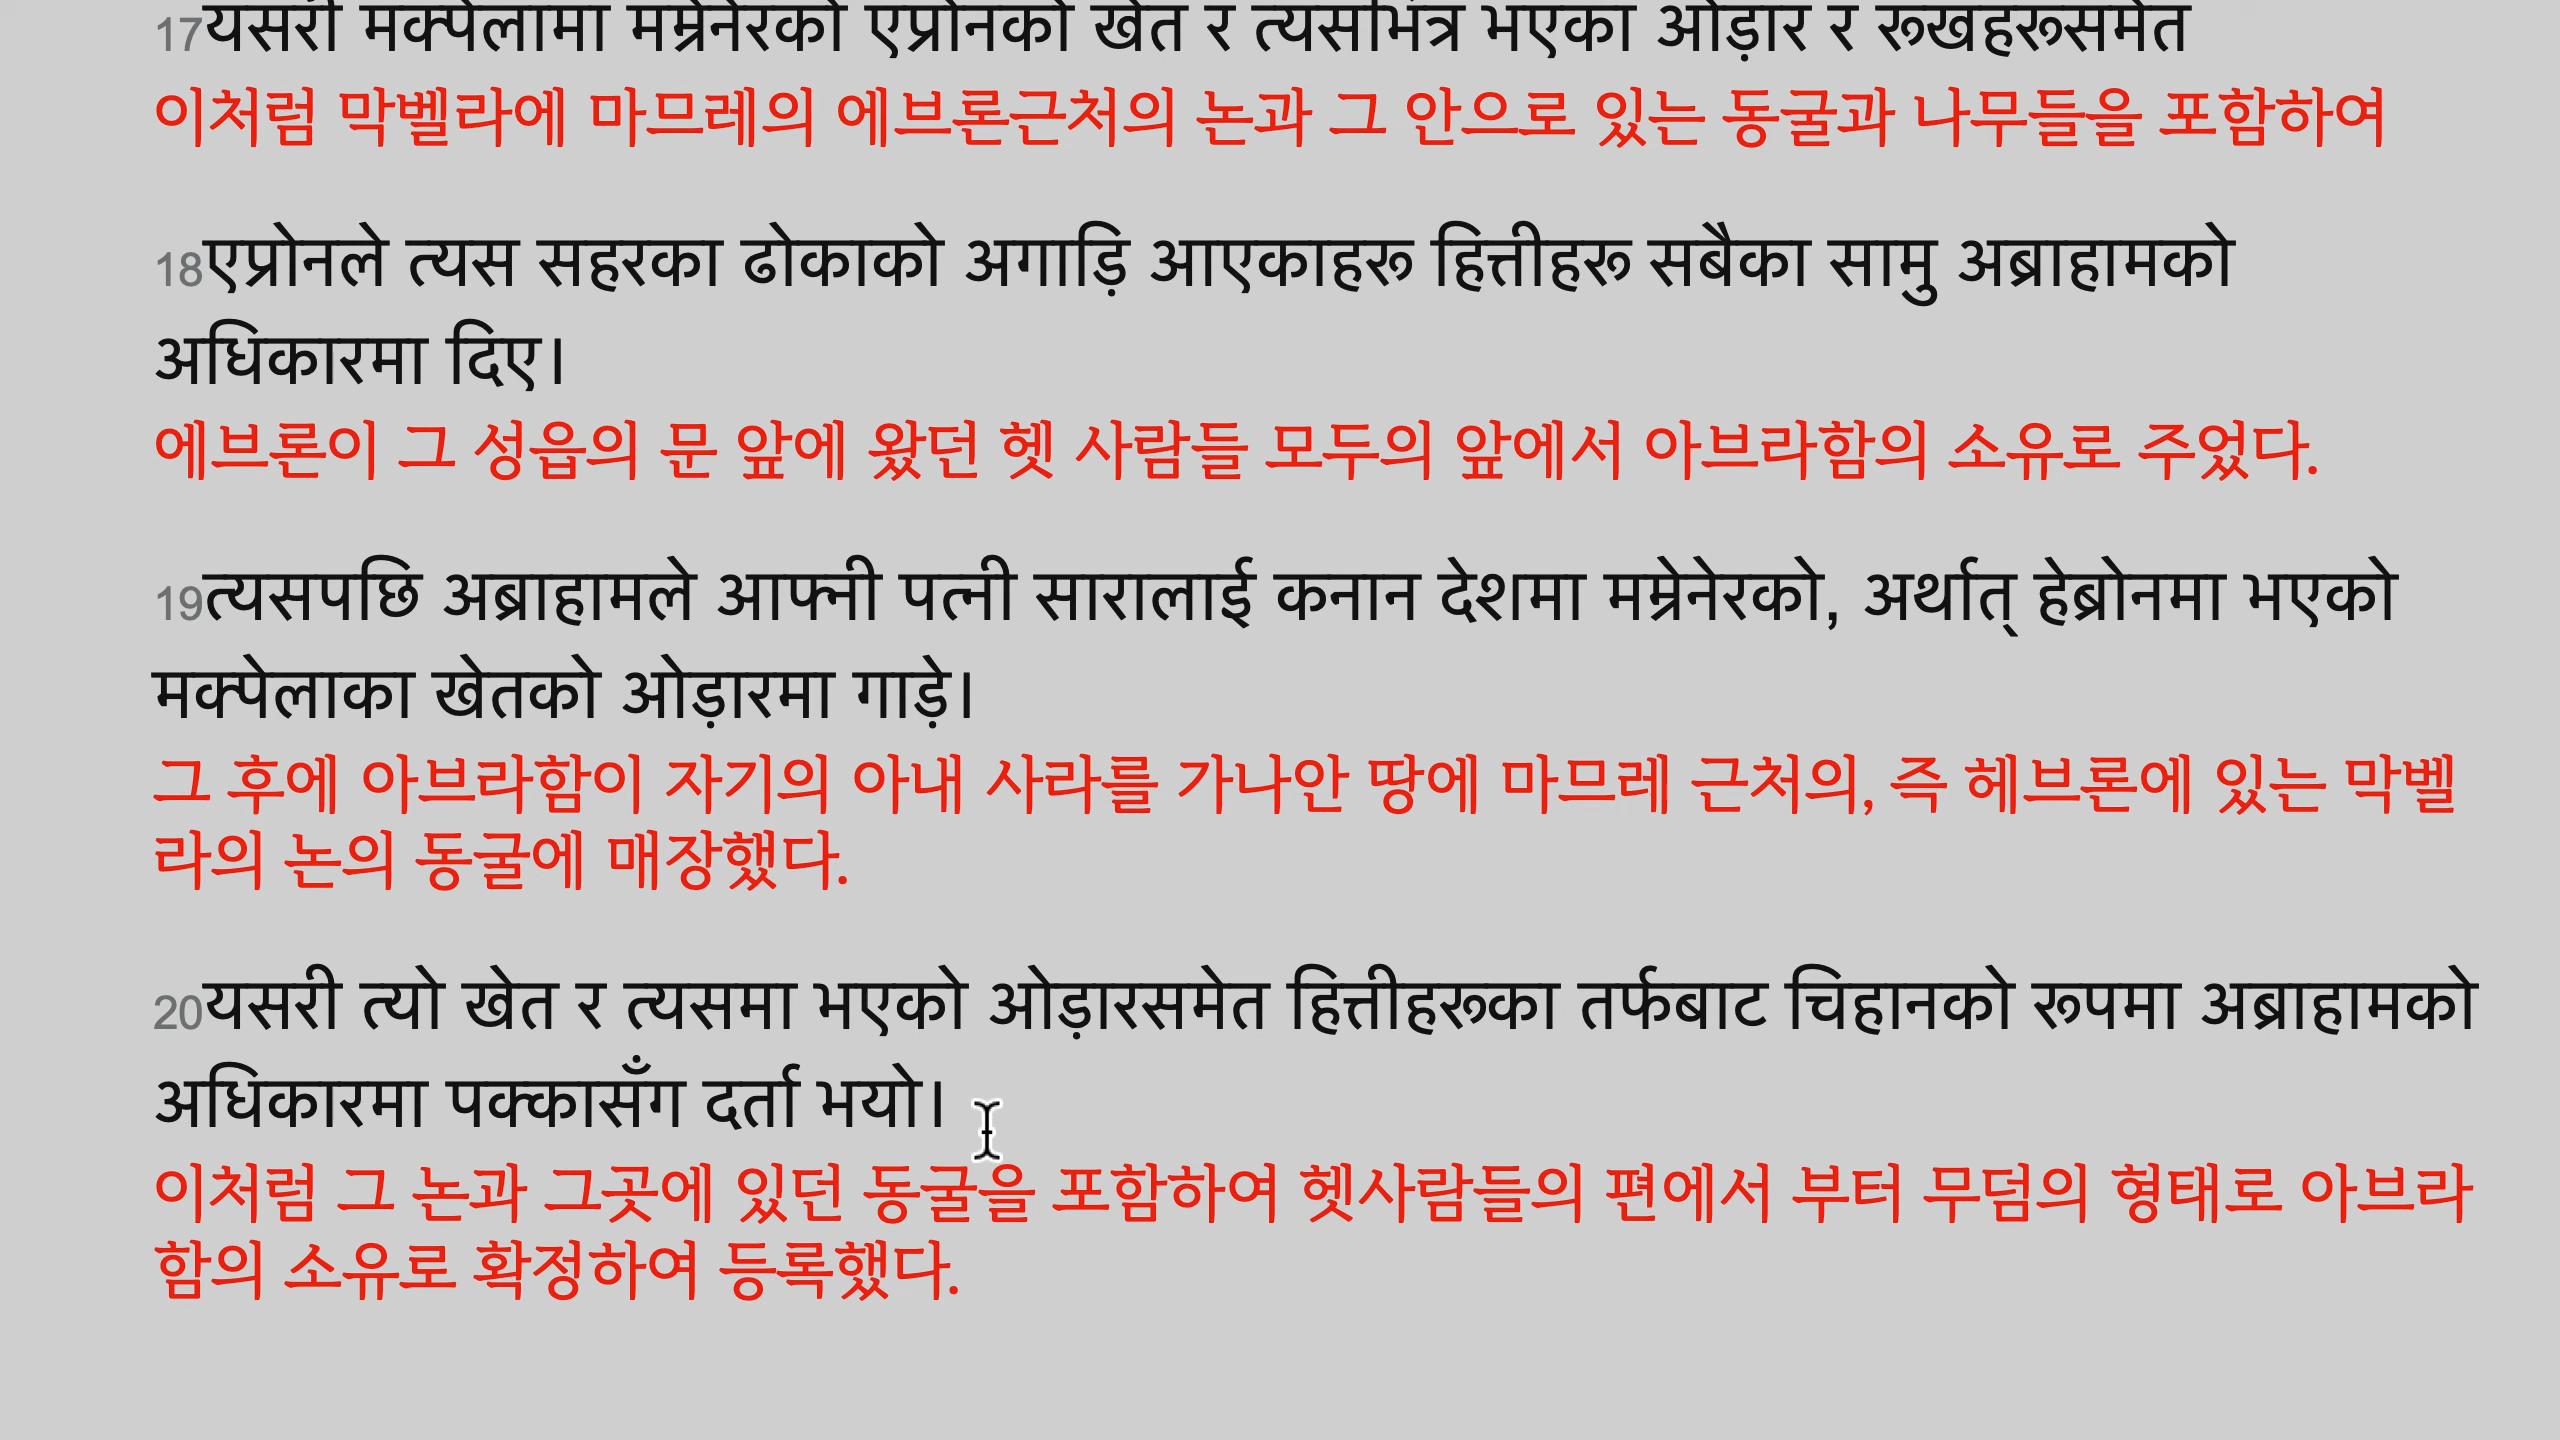 17यसरी मक्पेलामा मम्रेनेरको एप्रोनको खेत र त्यसभित्र भएका ओड़ार र रूखहरूसमेत
이처럼 막벨라에 마므레의 에브론근처의 논과 그 안으로 있는 동굴과 나무들을 포함하여
18एप्रोनले त्यस सहरका ढोकाको अगाड़ि आएकाहरू हित्तीहरू सबैका सामु अब्राहामको
अधिकारमा दिए।
에브론이 그 성읍의 문 앞에 왔던 헷 사람들 모두의 앞에서 아브라함의 소유로 주었다.
19त्यसपछि अब्राहामले आफ्नी पत्नी सारालाई कनान देशमा मम्रेनेरको, अर्थात् हेब्रोनमा भएको
मक्पेलाका खेतको ओड़ारमा गाड़े।
그 후에 아브라함이 자기의 아내 사라를 가나안 땅에 마므레 근처의, 즉 헤브론에 있는 막벨
라의 논의 동굴에 매장했다.
20यसरी त्यो खेत र त्यसमा भएको ओड़ारसमेत हित्तीहरूका तर्फबाट चिहानको रूपमा अब्राहामको
अधिकारमा पक्कासँग दर्ता भयो।
이처럼 그 논과 그곳에 있던 동굴을 포함하여 헷사람들의 편에서 부터 무덤의 형태로 아브라
함의 소유로 확정하여 등록했다.